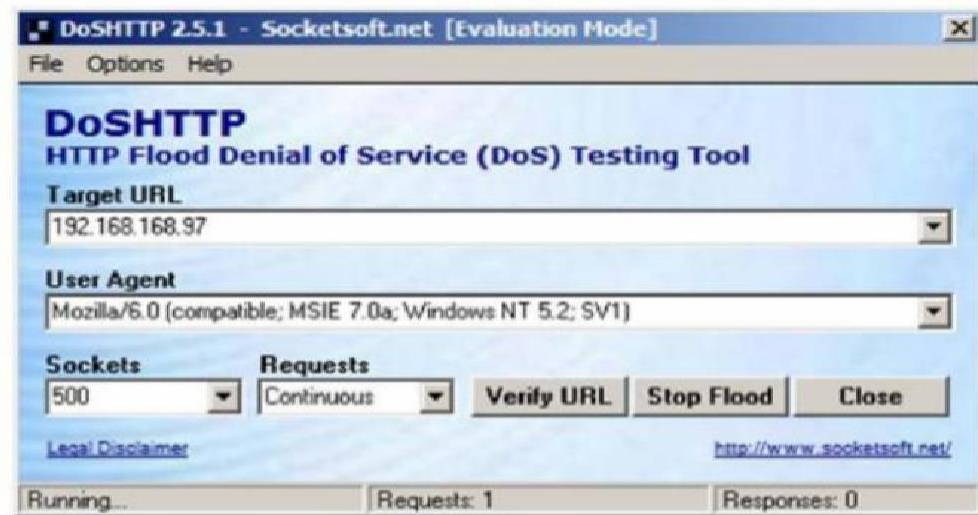 DoSHTTP 2.5.1 - Socketsoft.net [Evaluation Mode]
File Options Help
DoSHTTP
HTTP Flood Denial of Service (DoS) Testing Tool
Target URL
192.168.168.97
User Agent
Mozilla/6.0 (compatible; MSIE 7.0a; Windows NT 5.2; SV1)
Sockets Requests
500 Continuous Verify URL Stop Flood Close
Legal Disclaimer http://www.socketsoft.net/
Running... Requests: 1 Responses: 0